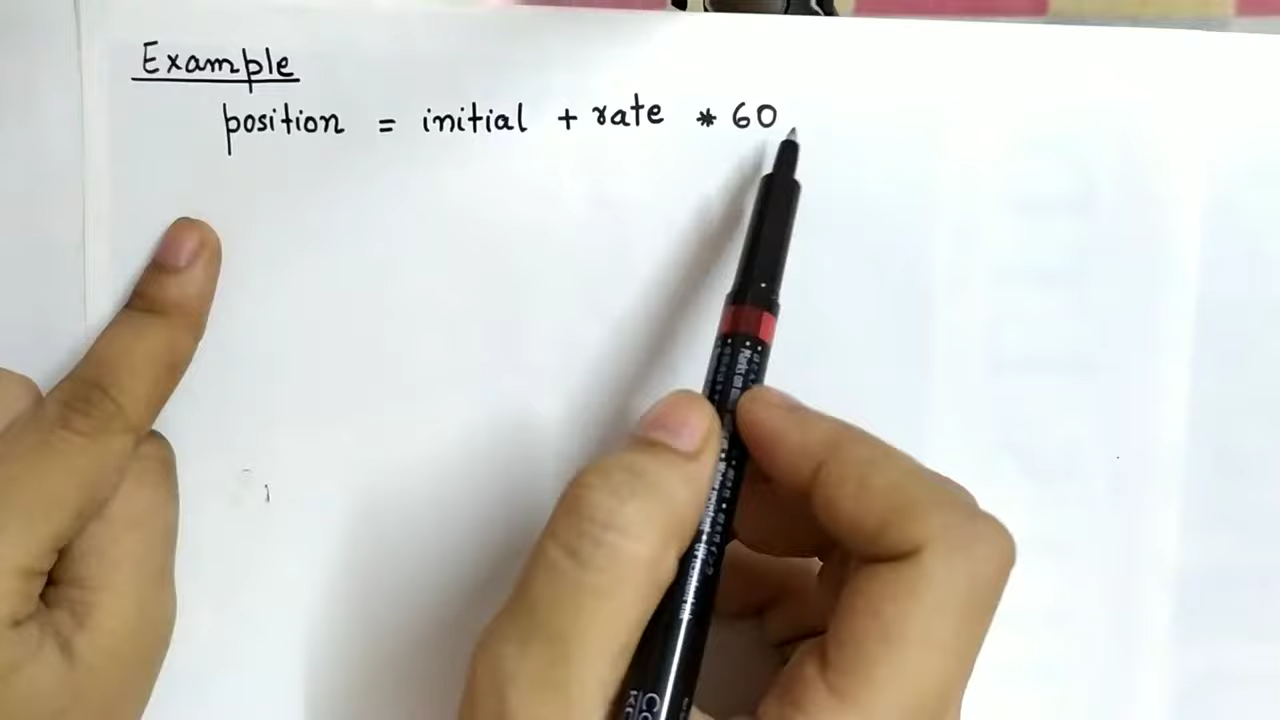 Example
position = initial + rate * 60